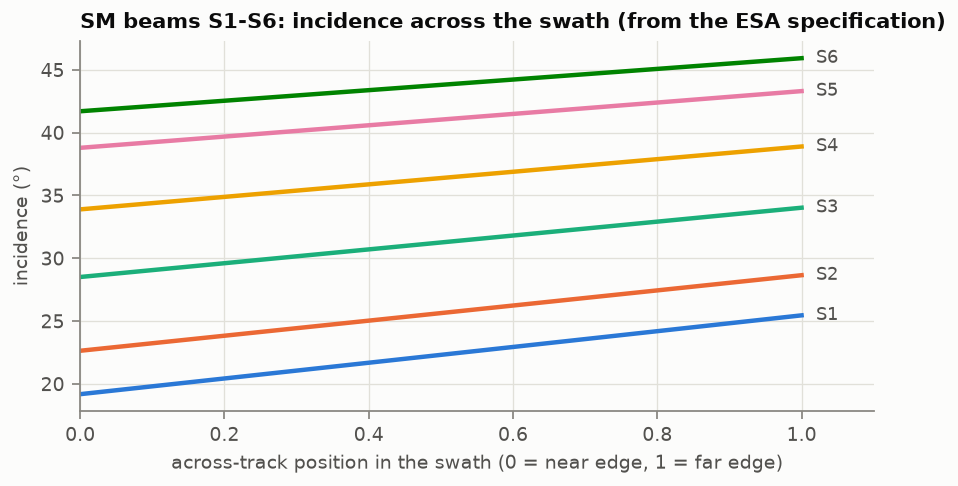 SM beams S1-S6: incidence across the swath (from the ESA specification)
45
40
35
30
25
20
incidence (°)
S6
S5
S4
S3
S2
S1
0.0 0.2 0.4 0.6 0.8 1.0
across-track position in the swath (0 = near edge, 1 = far edge)